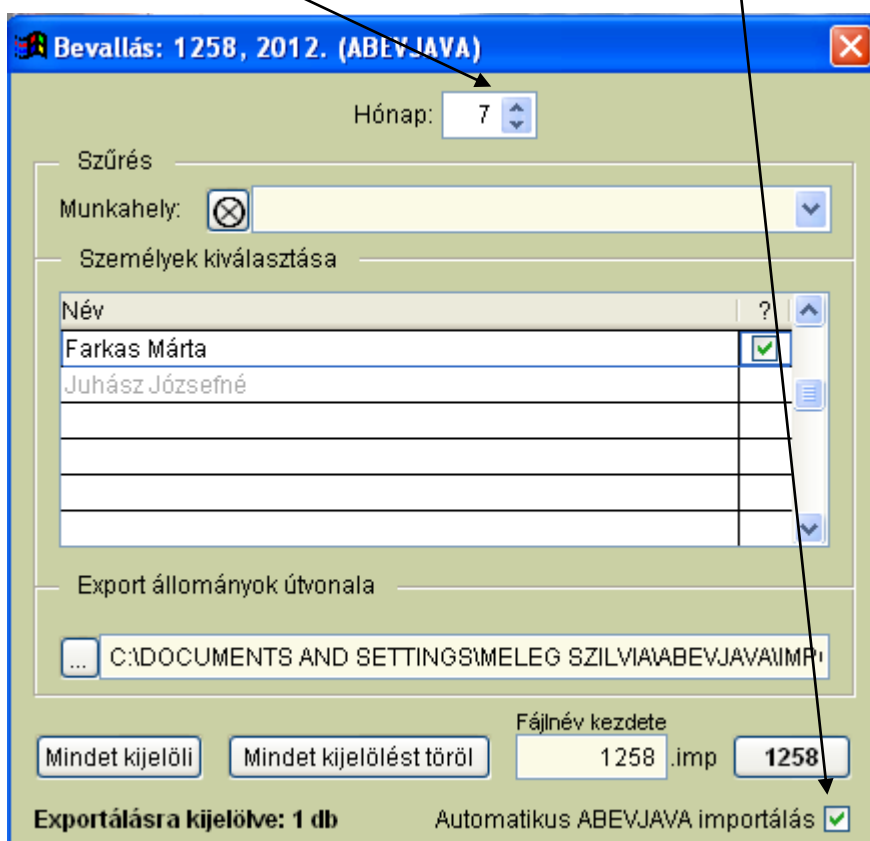 Bevallás: 1258, 2012. (ABEVJAVA)
Hónap: 7
Szűrés
Munkahely:
Személyek kiválasztása
Név ?
Farkas Márta
Juhász Józsefné
Export állományok útvonala
... C:\DOCUMENTS AND SETTINGS\MELEG SZILVIA\ABEVJAVA\IMP
Fájlnév kezdete
Mindet kijelöli Mindet kijelölést töröl 1258 .imp 1258
Exportálásra kijelölve: 1 db Automatikus ABEVJAVA importálás